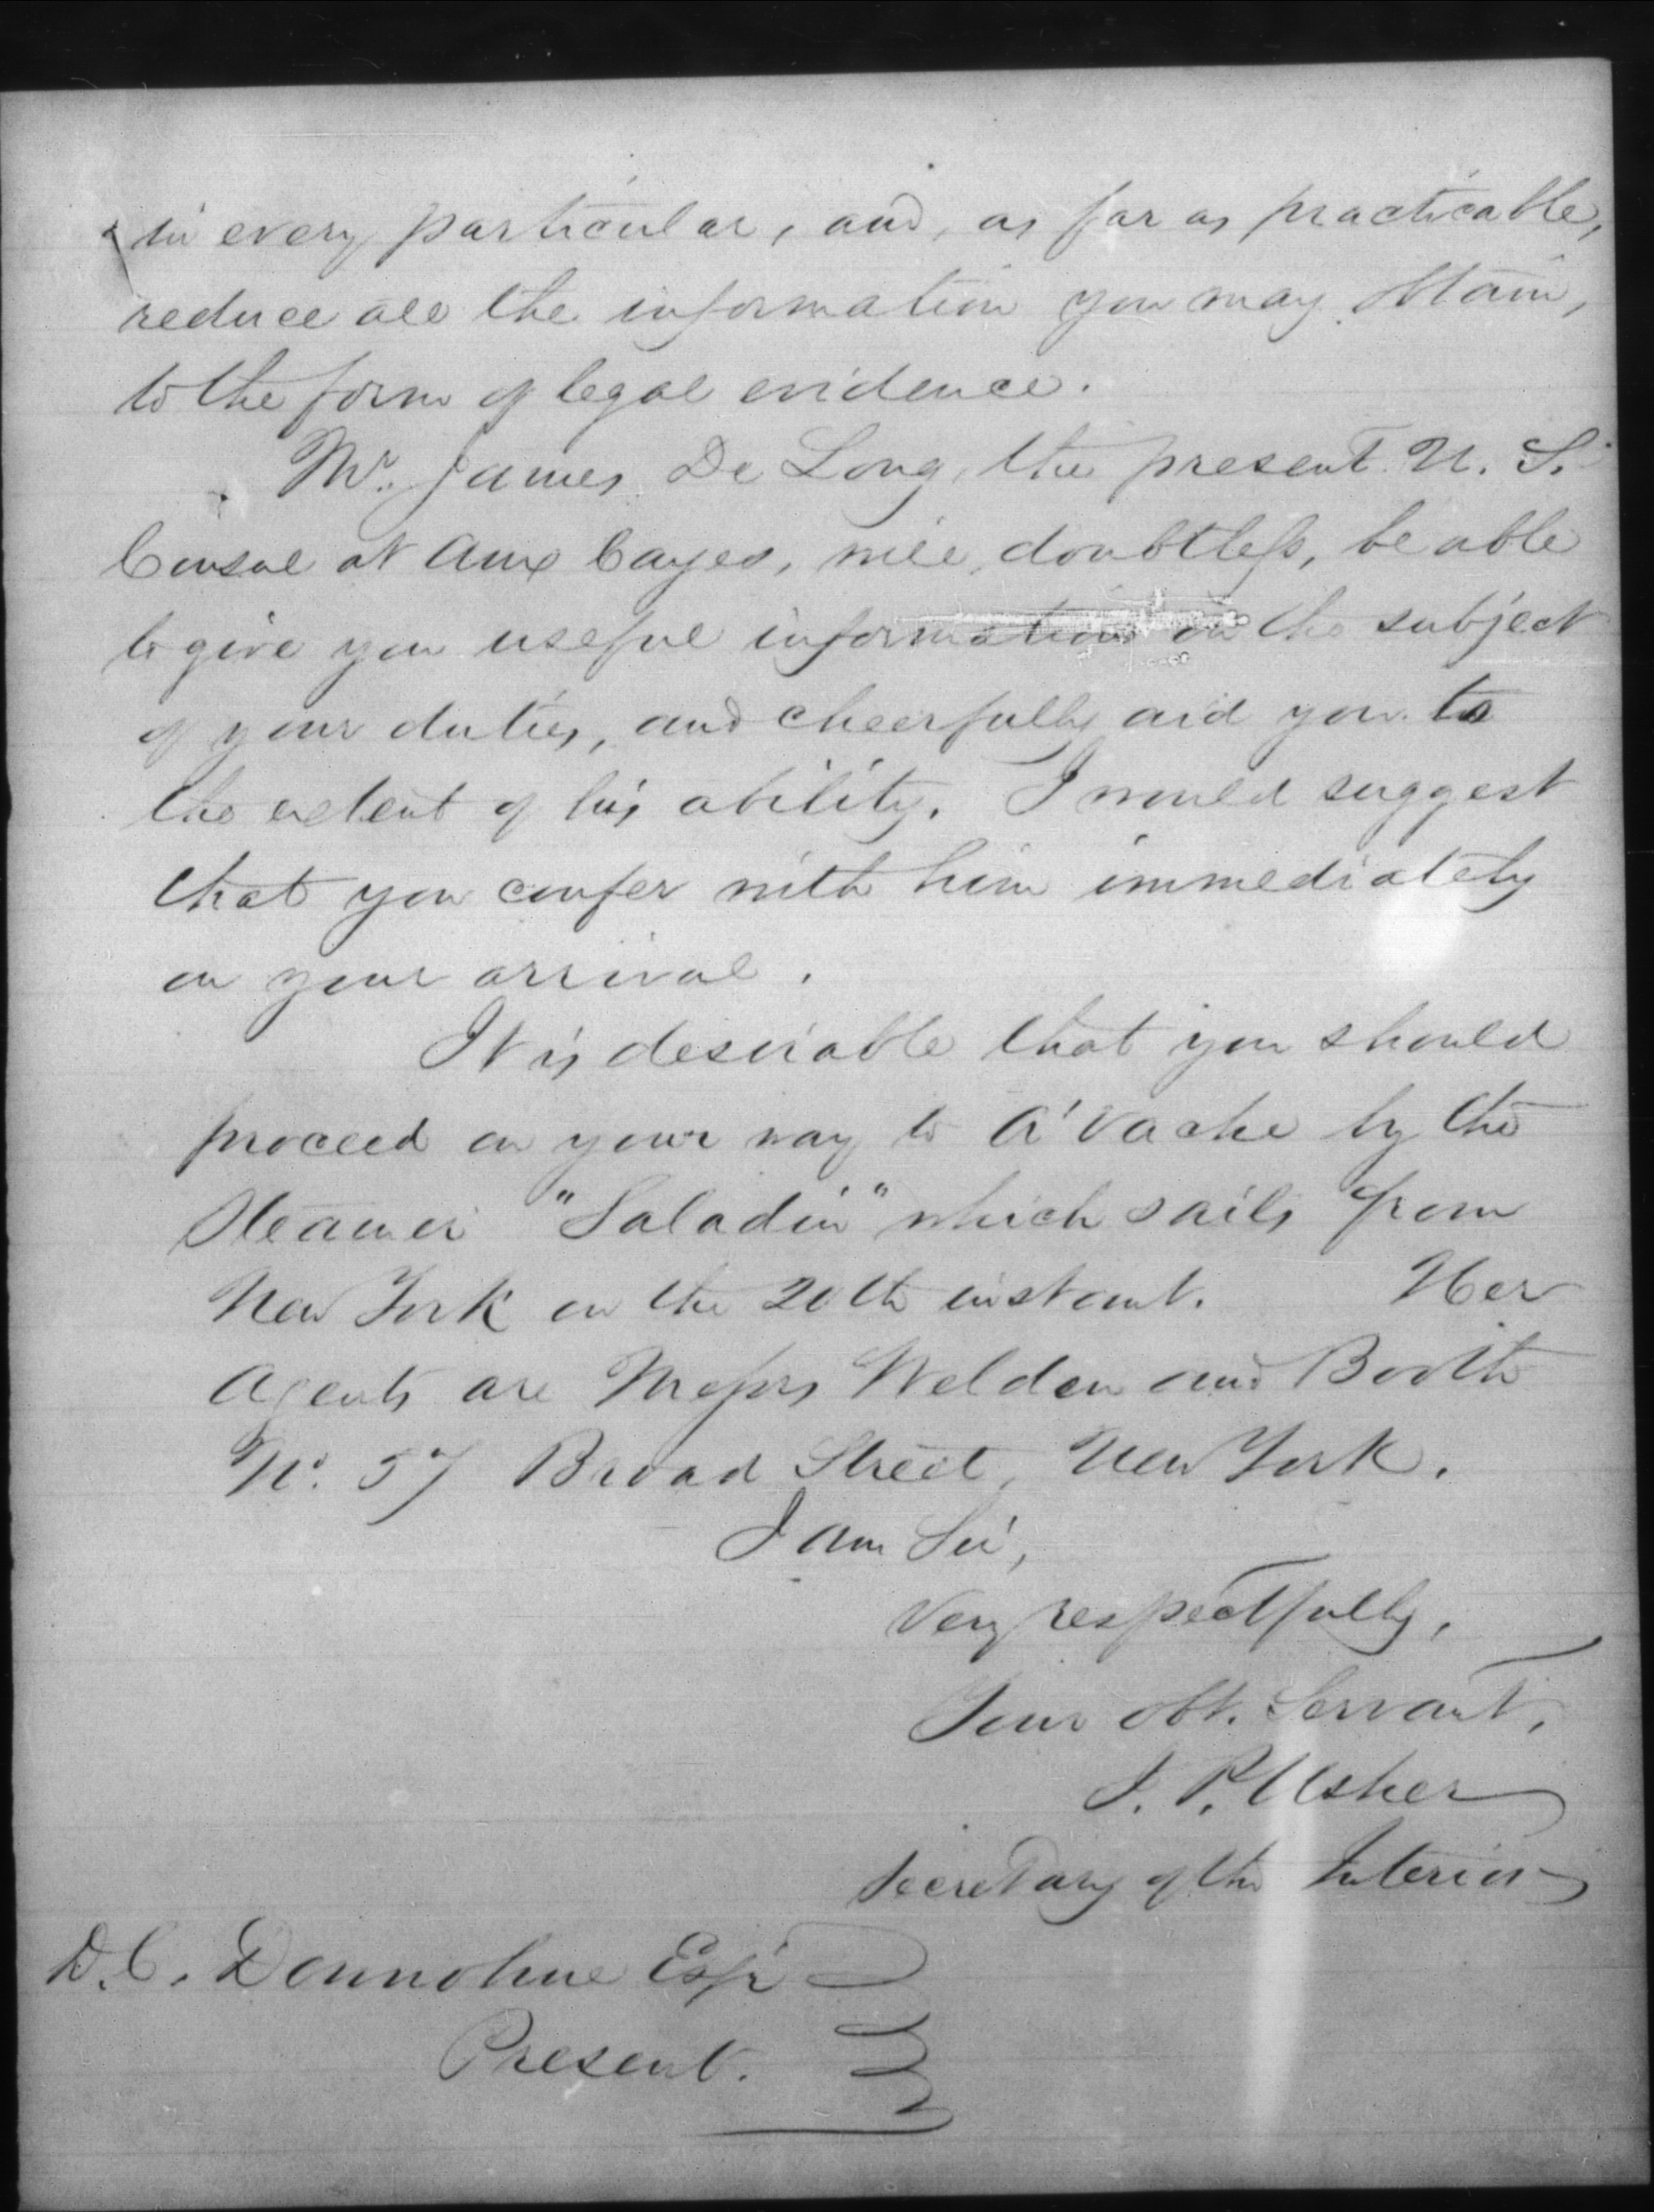 in every particular, and, as far as practicable,
reduce all the information you may obtain,
to the form of legal evidence.
Mr. James De Long, the present U. S.
Consul at Aux Cayes, will, doubtless, be able
to give you useful information on the subject
of your duties, and cheerfully aid you to
the extent of his ability. I would suggest
that you confer with him immediately
on your arrival.
It is desirable that you should
proceed on your way to A'Vache by the
Steamer "Saladin" which sails from
New York on the 20th instant. Her
Agents are Messrs Weldon and Booth
No. 57 Broad Street, New York.
I am Sir,
Very respectfully,
Your obt. Servant,
J. P. Usher
Secretary of the Interior
D. C. Donnohue Esqr
Present.